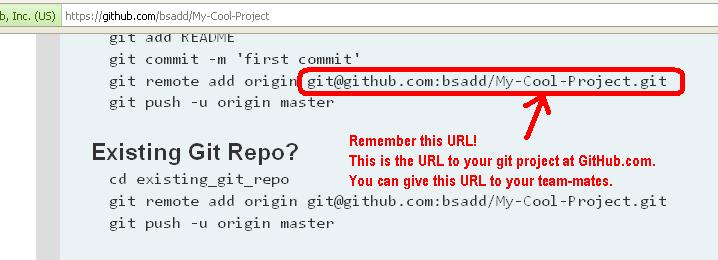 b, Inc. (US)
https://github.com/bsadd/My-Cool-Project
git add README
git commit -m 'first commit'
git remote add origin git@github.com:bsadd/My-Cool-Project.git
git push -u origin master
Remember this URL!
This is the URL to your git project at GitHub.com.
You can give this URL to your team-mates.
Existing Git Repo?
cd existing_git_repo
git remote add origin git@github.com:bsadd/My-Cool-Project.git
git push -u origin master